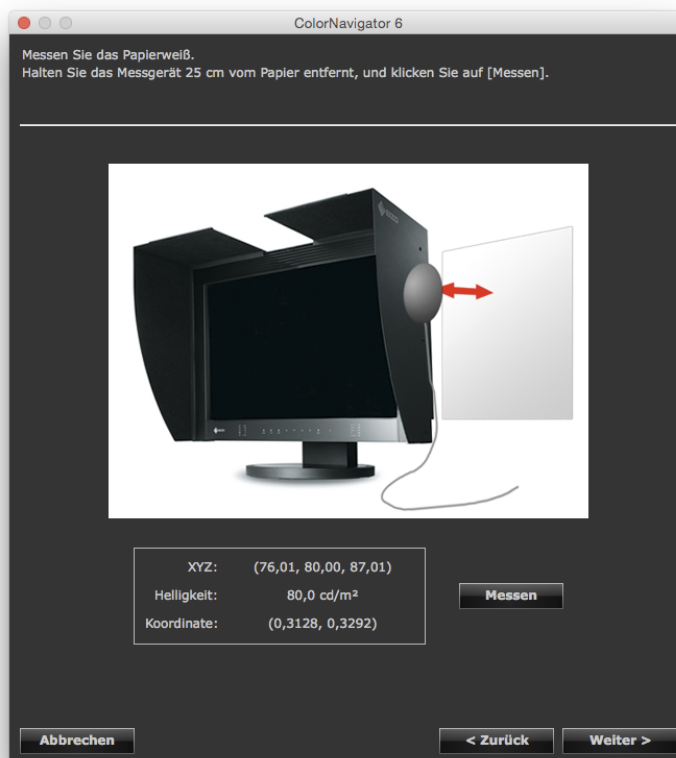 ColorNavigator 6
Messen Sie das Papierweiß.
Halten Sie das Messgerät 25 cm vom Papier entfernt, und klicken Sie auf [Messen].
XYZ: (76,01, 80,00, 87,01)
Helligkeit: 80,0 cd/m² Messen
Koordinate: (0,3128, 0,3292)
Abbrechen < Zurück Weiter >